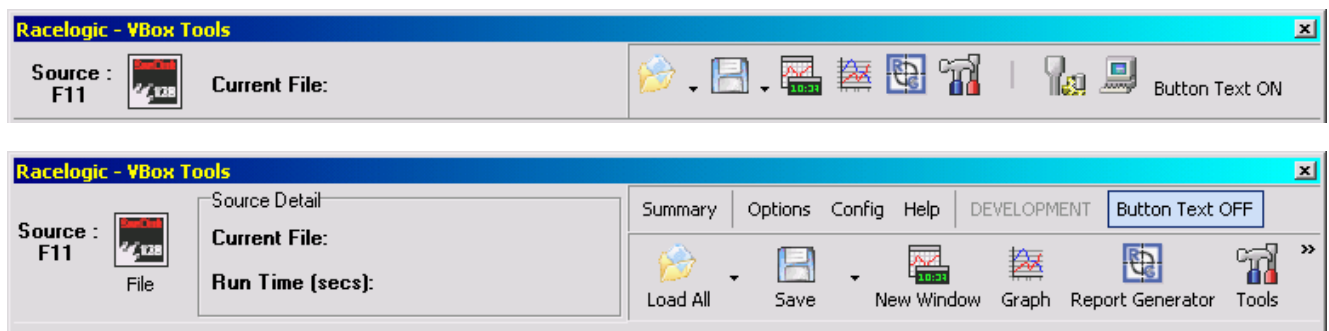 Racelogic - VBox Tools
Source :
F11
Current File:
Button Text ON
Racelogic - VBox Tools
Source Detail
Summary Options Config Help DEVELOPMENT Button Text OFF
Source :
F11
Current File:
File
Run Time (secs):
Load All Save New Window Graph Report Generator Tools